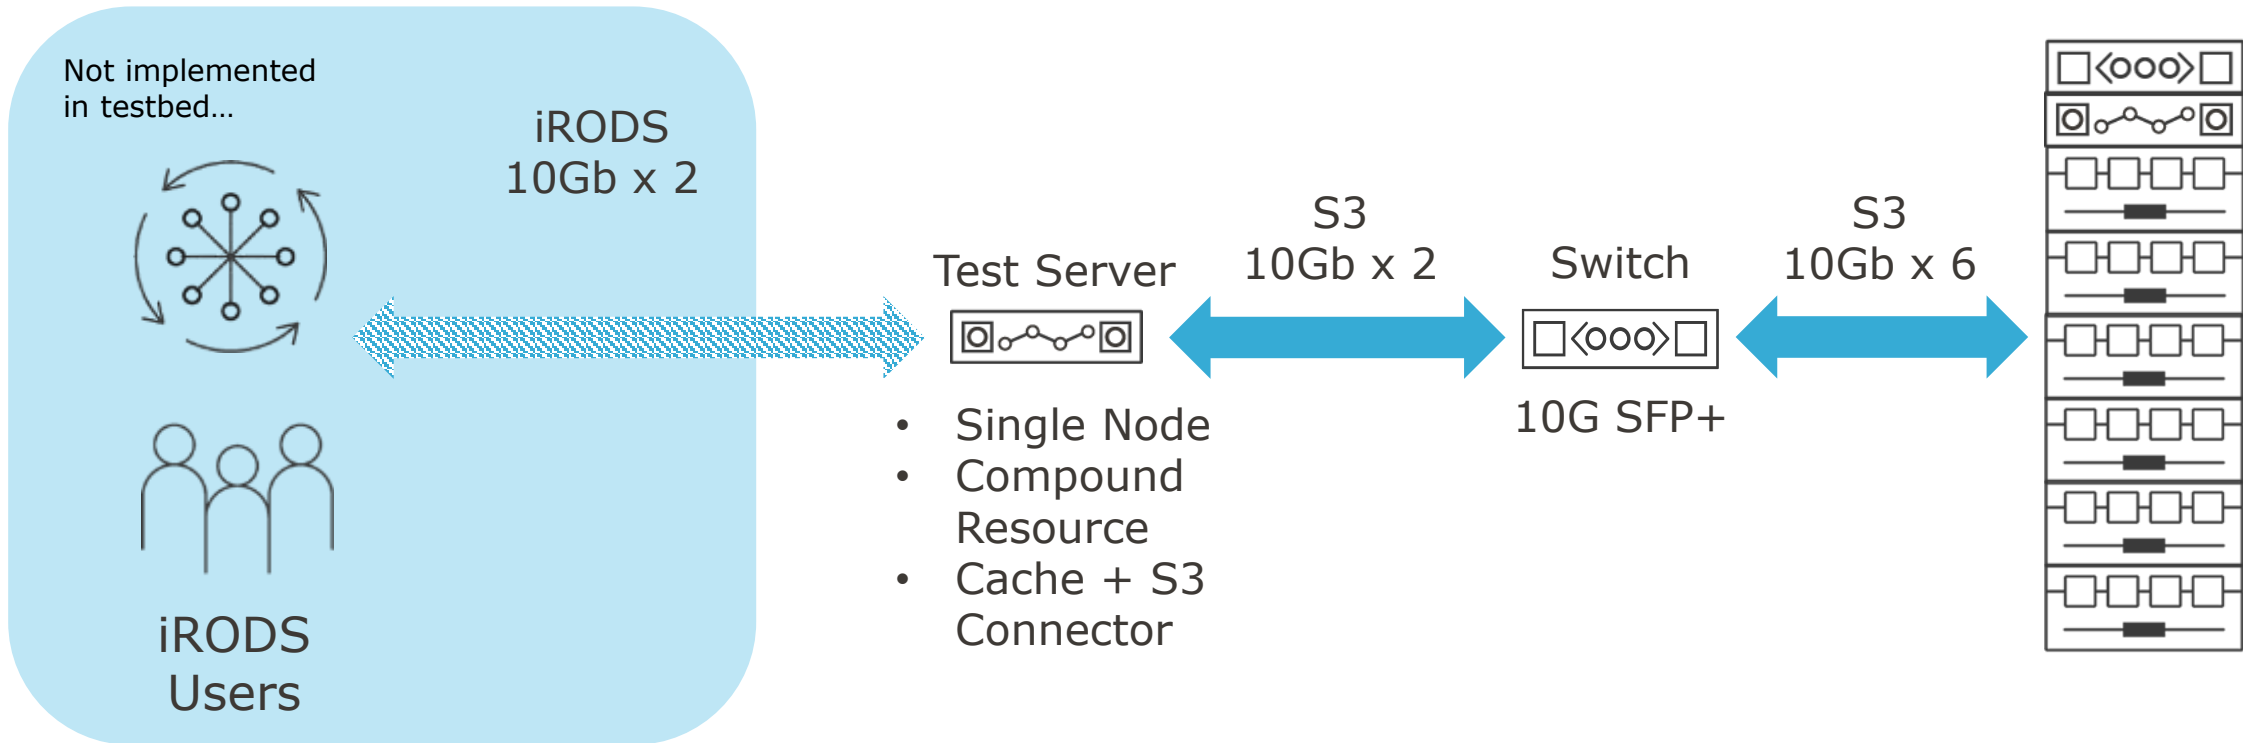 Not implemented
in testbed…
iRODS
10Gb x 2
iRODS
Users
Test Server
• Single Node
• Compound
Resource
• Cache + S3
Connector
S3
10Gb x 2
Switch
10G SFP+
S3
10Gb x 6